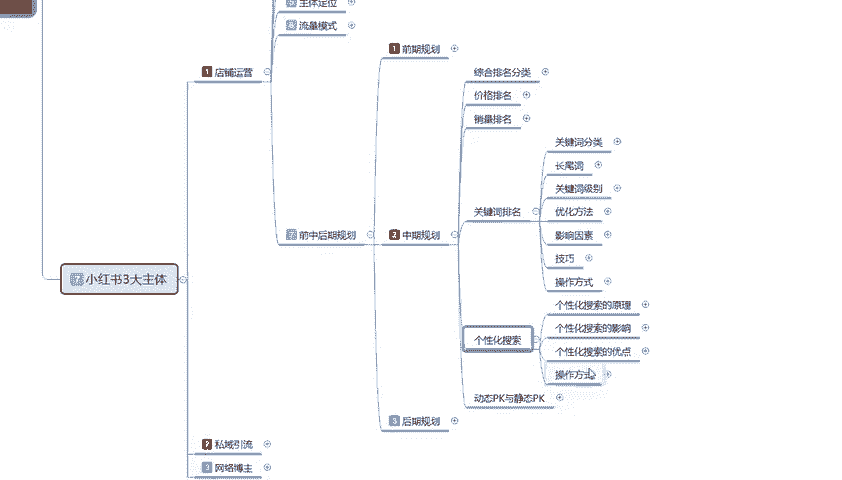 主体定位
流量模式
1 店铺运营
1 前期规划
综合排名分类
价格排名
销量排名
关键词分类
长尾词
关键词级别
关键词排名
优化方法
影响因素
技巧
操作方式
前中后期规划
2 中期规划
小红书3大主体
个性化搜索的原理
个性化搜索的影响
个性化搜索
个性化搜索的优点
操作方式
动态PK与静态PK
3 后期规划
2 私域引流
3 网络博主